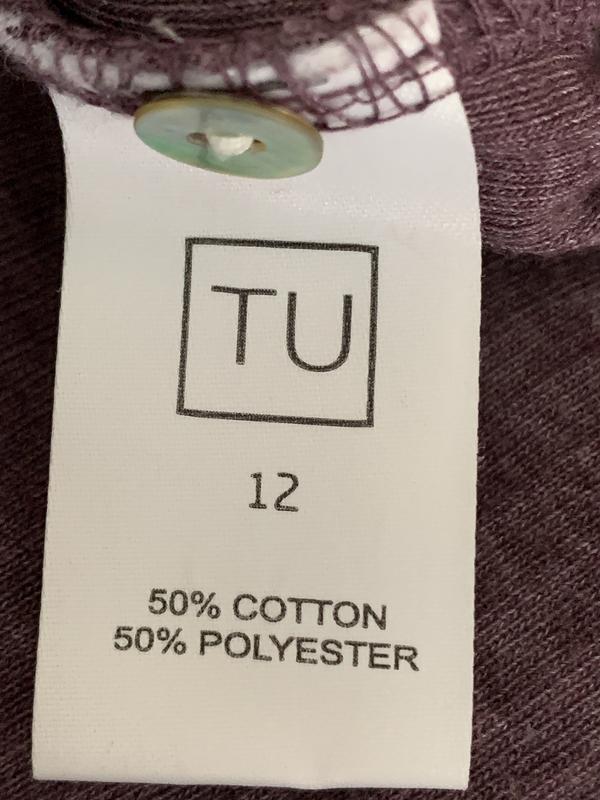 TU
12
50% COTTON
50% POLYESTER